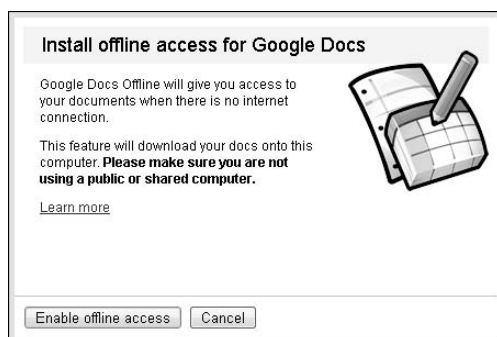 Install offline access for Google Docs
Google Docs Offline will give you access to
your documents when there is no internet
connection.
This feature will download your docs onto this
computer. Please make sure you are not
using a public or shared computer.
Learn more
Enable offline access
Cancel